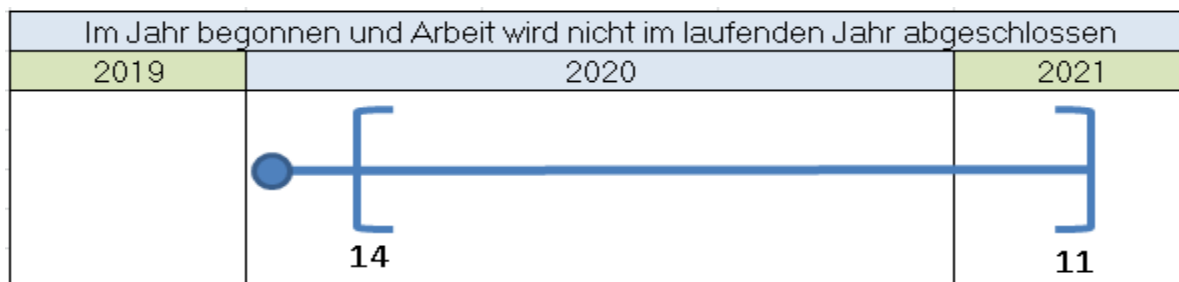 Im Jahr begonnen und Arbeit wird nicht im laufenden Jahr abgeschlossen
2019 2020 2021
14 11